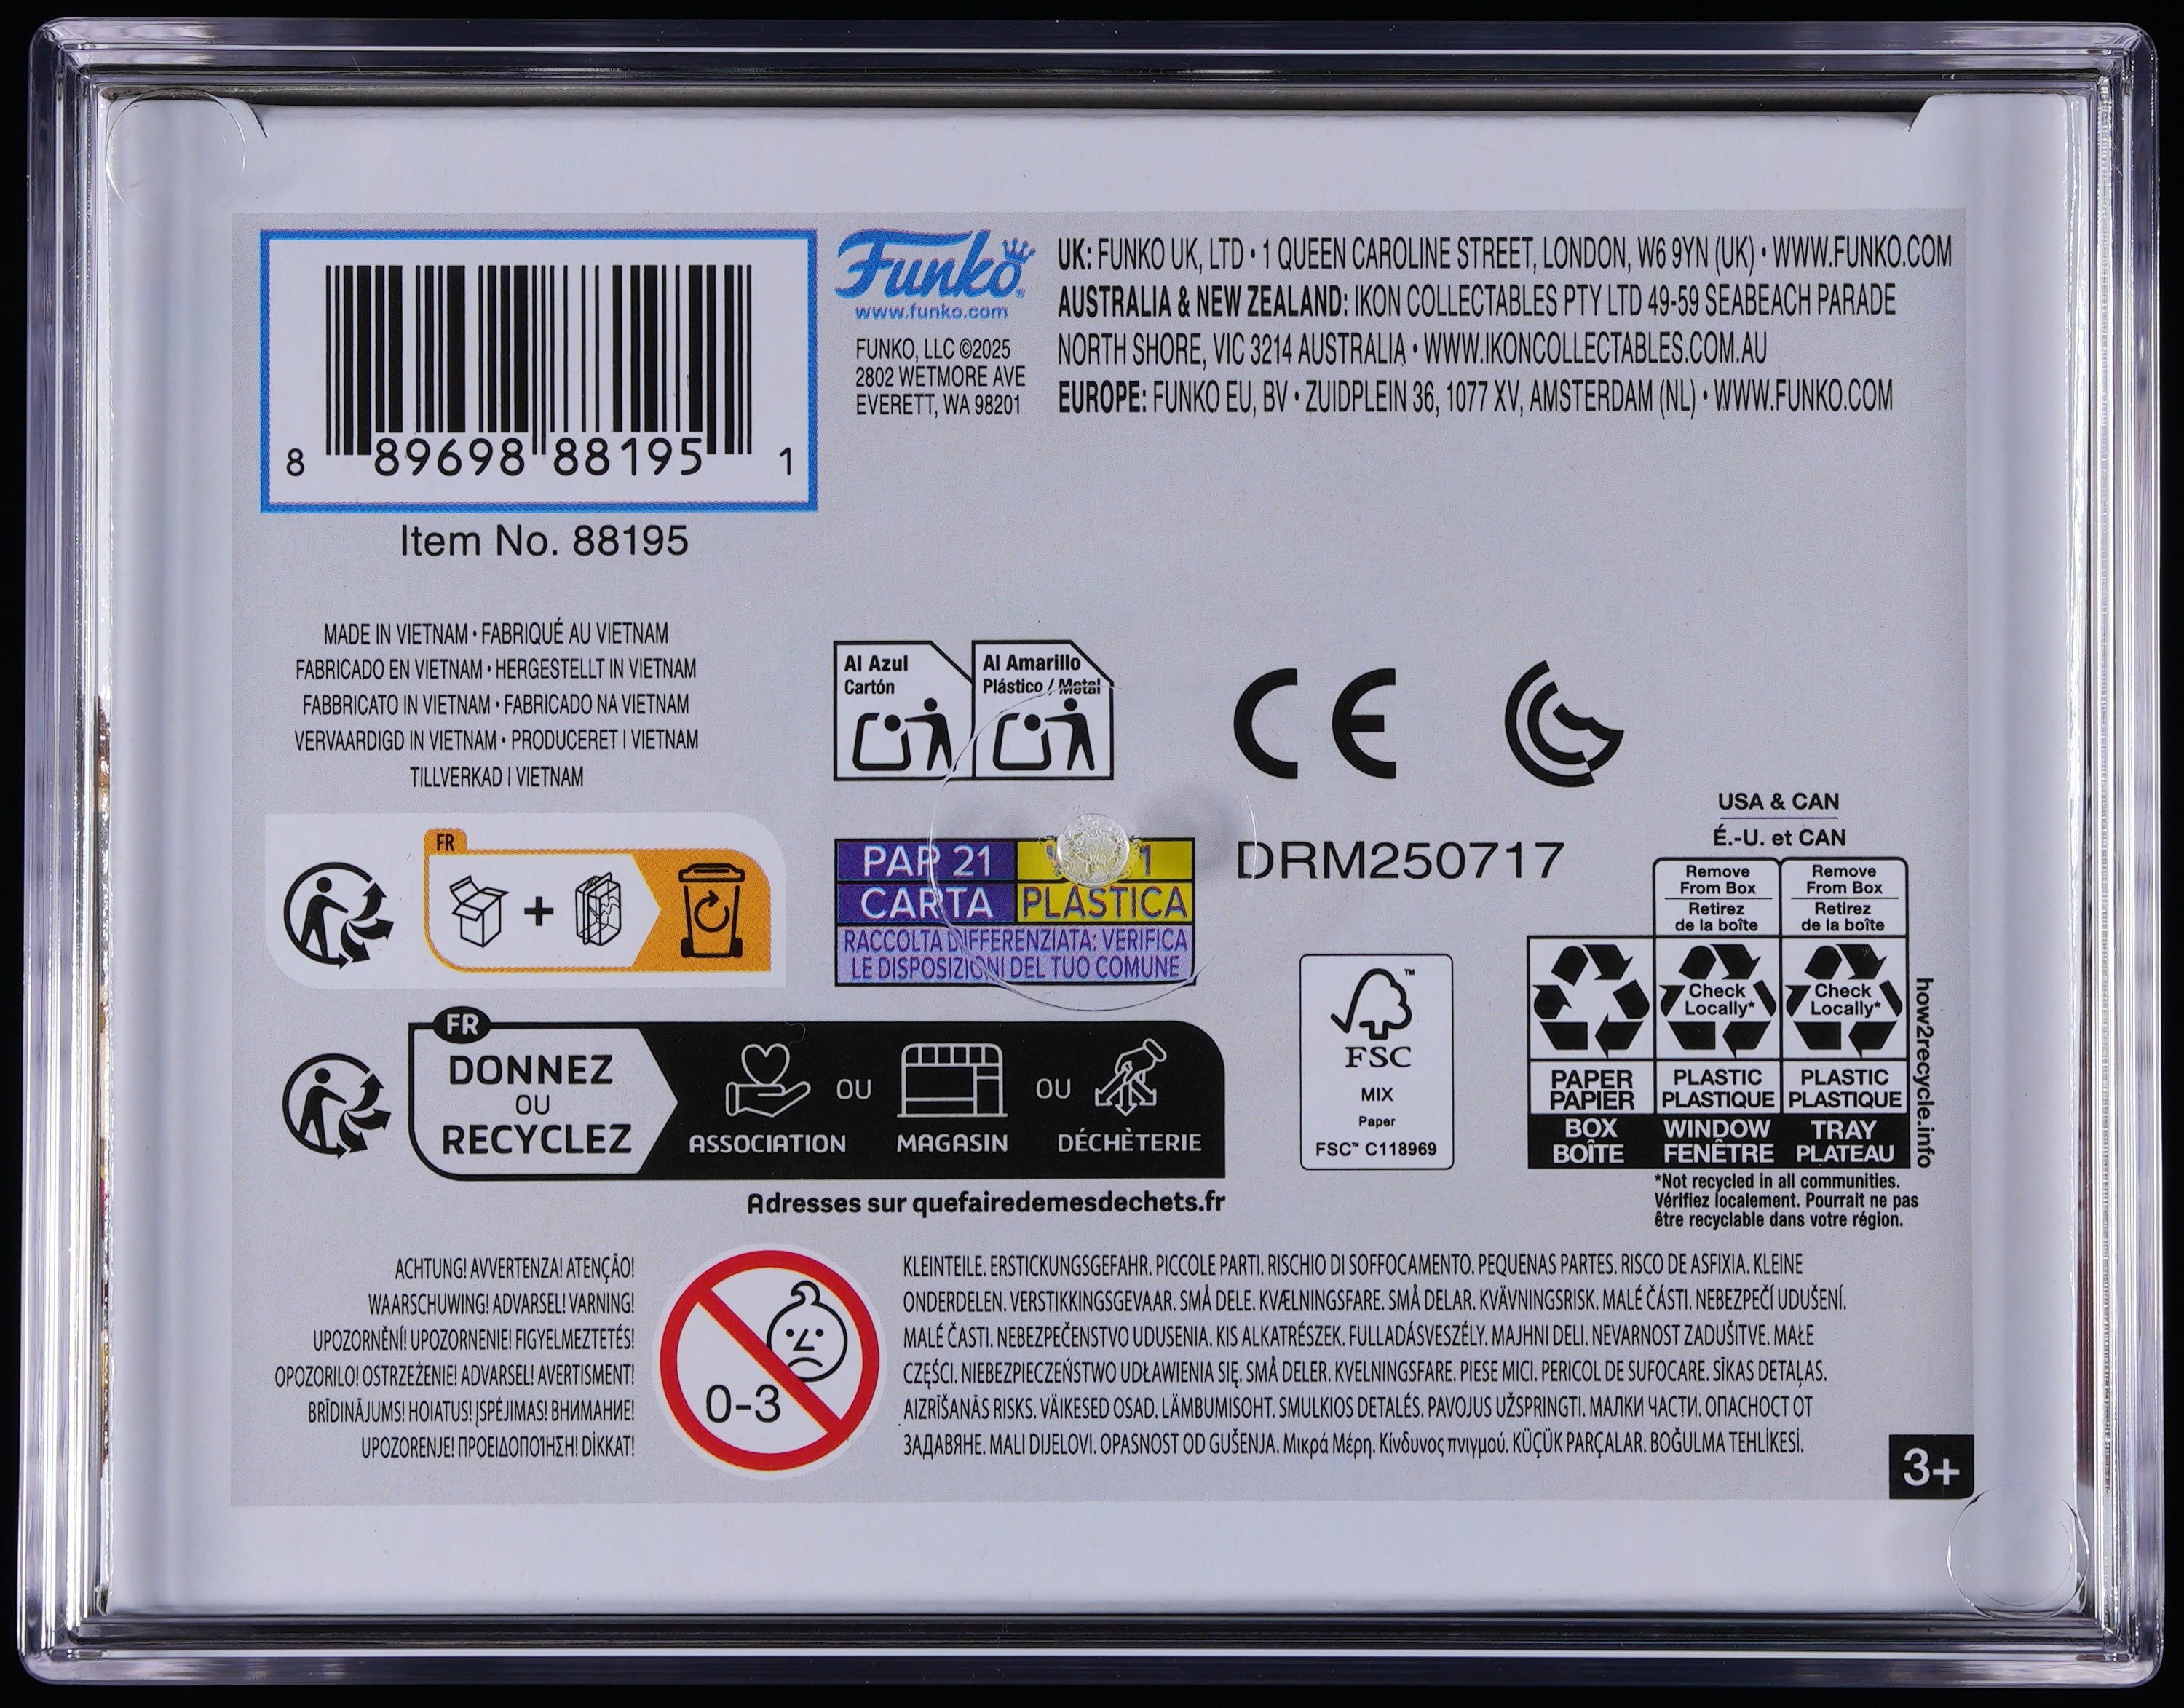 8 89698 88195 1
Item No. 88195
Funko
www.funko.com
FUNKO, LLC ©2025
2802 WETMORE AVE
EVERETT, WA 98201
UK: FUNKO UK, LTD • 1 QUEEN CAROLINE STREET, LONDON, W6 9YN (UK) • WWW.FUNKO.COM
AUSTRALIA & NEW ZEALAND: IKON COLLECTABLES PTY LTD 49-59 SEABEACH PARADE
NORTH SHORE, VIC 3214 AUSTRALIA • WWW.IKONCOLLECTABLES.COM.AU
EUROPE: FUNKO EU, BV • ZUIDPLEIN 36, 1077 XV, AMSTERDAM (NL) • WWW.FUNKO.COM
MADE IN VIETNAM • FABRIQUÉ AU VIETNAM
FABRICADO EN VIETNAM • HERGESTELLT IN VIETNAM
FABBRICATO IN VIETNAM • FABRICADO NA VIETNAM
VERVAARDIGD IN VIETNAM • PRODUCERET I VIETNAM
TILLVERKAD I VIETNAM
Al Azul
Cartón
Al Amarillo
Plástico / Metal
CE
FR
+
PAP 21
CARTA
PLASTICA
RACCOLTA DIFFERENZIATA: VERIFICA
LE DISPOSIZIONI DEL TUO COMUNE
DRM250717
USA & CAN
É.-U. et CAN
Remove
From Box
Retirez
de la boîte
Remove
From Box
Retirez
de la boîte
Check
Locally*
Check
Locally*
PAPER
PAPIER
PLASTIC
PLASTIQUE
PLASTIC
PLASTIQUE
BOX
BOÎTE
WINDOW
FENÊTRE
TRAY
PLATEAU
how2recycle.info
*Not recycled in all communities.
Vérifiez localement. Pourrait ne pas
être recyclable dans votre région.
FSC
MIX
Paper
FSC™ C118969
FR
DONNEZ
OU
RECYCLEZ
ASSOCIATION
OU
MAGASIN
OU
DÉCHÈTERIE
Adresses sur quefairedemesdechets.fr
ACHTUNG! AVVERTENZA! ATENÇÃO!
WAARSCHUWING! ADVARSEL! VARNING!
UPOZORNĚNÍ! UPOZORNENIE! FIGYELMEZTETÉS!
OPOZORILO! OSTRZEŻENIE! ADVARSEL! AVERTISMENT!
BRĪDINĀJUMS! HOIATUS! ĮSPĖJIMAS! ВНИМАНИЕ!
UPOZORENJE! ΠΡΟΕΙΔΟΠΟΊΗΣΗ! DİKKAT!
0-3
KLEINTEILE. ERSTICKUNGSGEFAHR. PICCOLE PARTI. RISCHIO DI SOFFOCAMENTO. PEQUENAS PARTES. RISCO DE ASFIXIA. KLEINE
ONDERDELEN. VERSTIKKINGSGEVAAR. SMÅ DELE. KVÆLNINGSFARE. SMÅ DELAR. KVÄVNINGSRISK. MALÉ ČÁSTI. NEBEZPEČÍ UDUŠENÍ.
MALÉ ČASTI. NEBEZPEČENSTVO UDUSENIA. KIS ALKATRÉSZEK. FULLADÁSVESZÉLY. MAJHNI DELI. NEVARNOST ZADUŠITVE. MAŁE
CZĘŚCI. NIEBEZPIECZEŃSTWO UDŁAWIENIA SIĘ. SMÅ DELER. KVELNINGSFARE. PIESE MICI. PERICOL DE SUFOCARE. SĪKAS DETAĻAS.
AIZRĪŠANĀS RISKS. VÄIKESED OSAD. LÄMBUMISOHT. SMULKIOS DETALĖS. PAVOJUS UŽSPRINGTI. МАЛКИ ЧАСТИ. ОПАСНОСТ ОТ
ЗАДАВЯНЕ. MALI DIJELOVI. OPASNOST OD GUŠENJA. Μικρά Μέρη. Κίνδυνος πνιγμού. KÜÇÜK PARÇALAR. BOĞULMA TEHLİKESİ.
3+